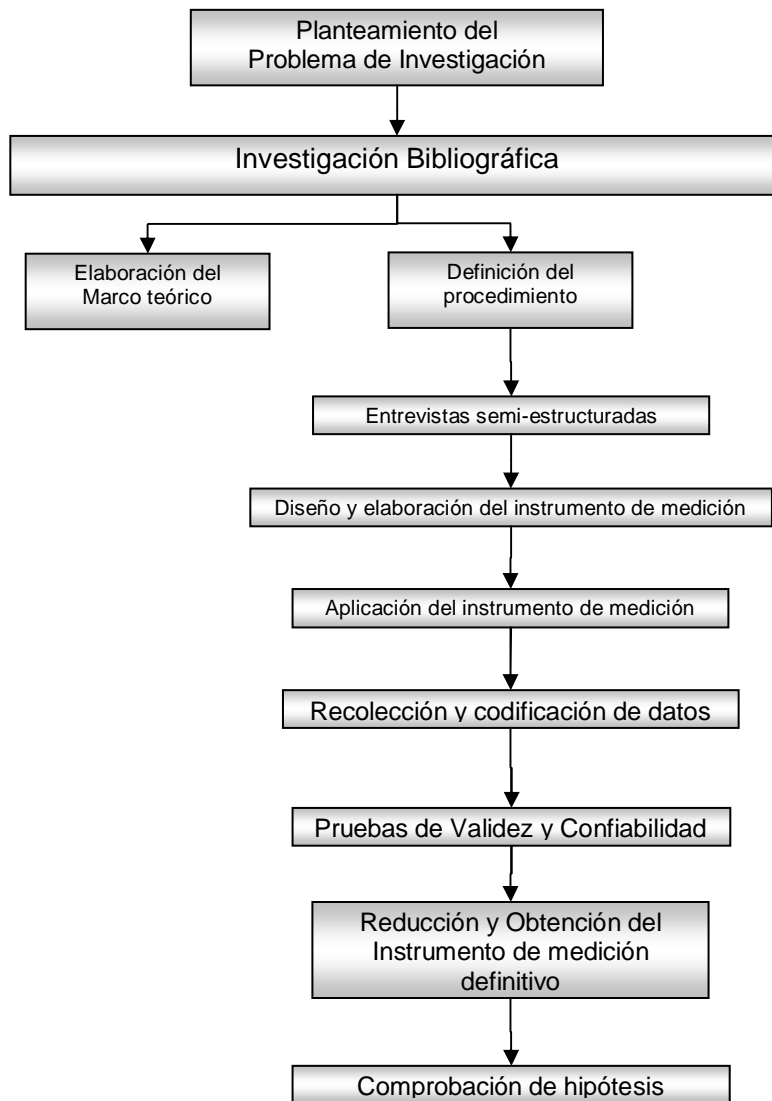 Planteamiento del
Problema de Investigación
Investigación Bibliográfica
Elaboración del
Marco teórico
Definición del
procedimiento
Entrevistas semi-estructuradas
Diseño y elaboración del instrumento de medición
Aplicación del instrumento de medición
Recolección y codificación de datos
Pruebas de Validez y Confiabilidad
Reducción y Obtención del
Instrumento de medición
definitivo
Comprobación de hipótesis